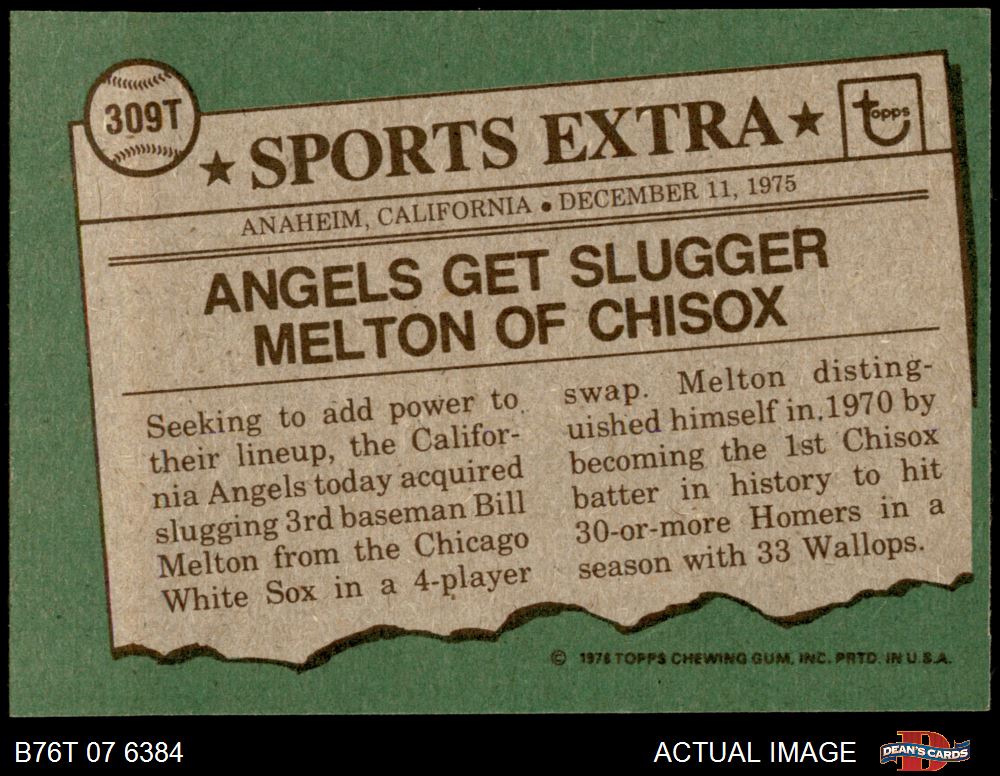 309T
★ SPORTS EXTRA ★
topps
ANAHEIM, CALIFORNIA • DECEMBER 11, 1975
ANGELS GET SLUGGER
MELTON OF CHISOX
Seeking to add power to
their lineup, the Califor-
nia Angels today acquired
slugging 3rd baseman Bill
Melton from the Chicago
White Sox in a 4-player
swap. Melton disting-
uished himself in 1970 by
becoming the 1st Chisox
batter in history to hit
30-or-more Homers in a
season with 33 Wallops.
© 1976 TOPPS CHEWING GUM, INC. PRTD. IN U.S.A.
B76T 07 6384
ACTUAL IMAGE
DEAN'S CARDS